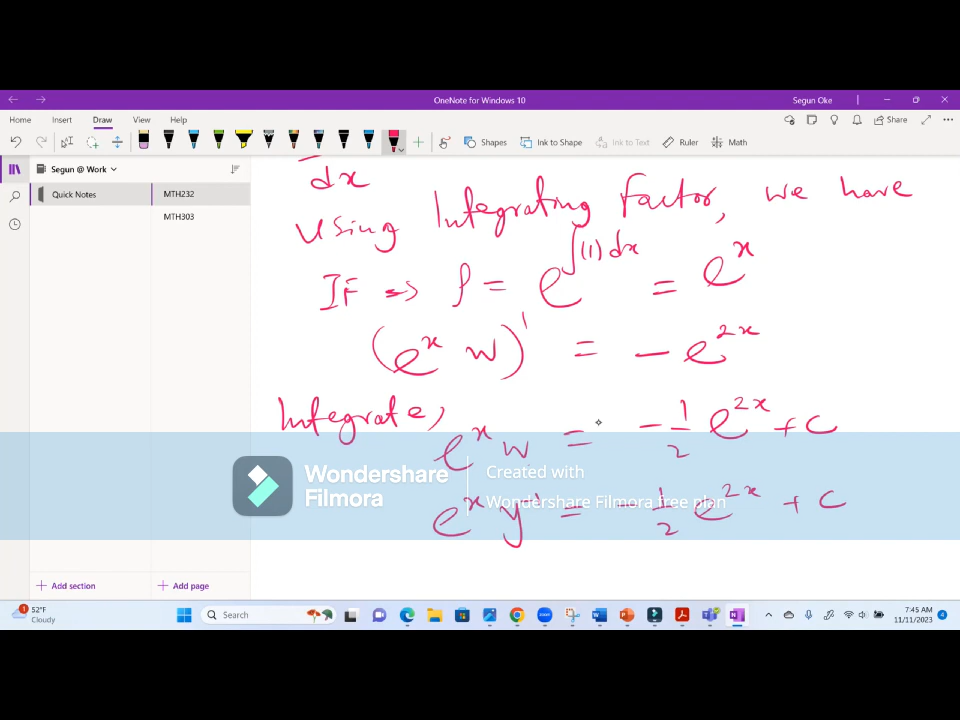 OneNote for Windows 10
Segun Oke
Home Insert Draw View Help
Share
Shapes Ink to Shape Ink to Text Ruler Math
Segun @ Work
Quick Notes
MTH232
MTH303
dx
Using Integrating Factor, we have
IF => ρ = e^{∫(1)dx} = e^x
(e^x w)' = -e^{2x}
Integrate,
e^x w = -1/2 e^{2x} + c
e^x y' = -1/2 e^{2x} + c
Wondershare
Filmora
Created with
Wondershare Filmora free plan
+ Add section
+ Add page
1
52°F
Cloudy
Search
7:45 AM
11/11/2023
4